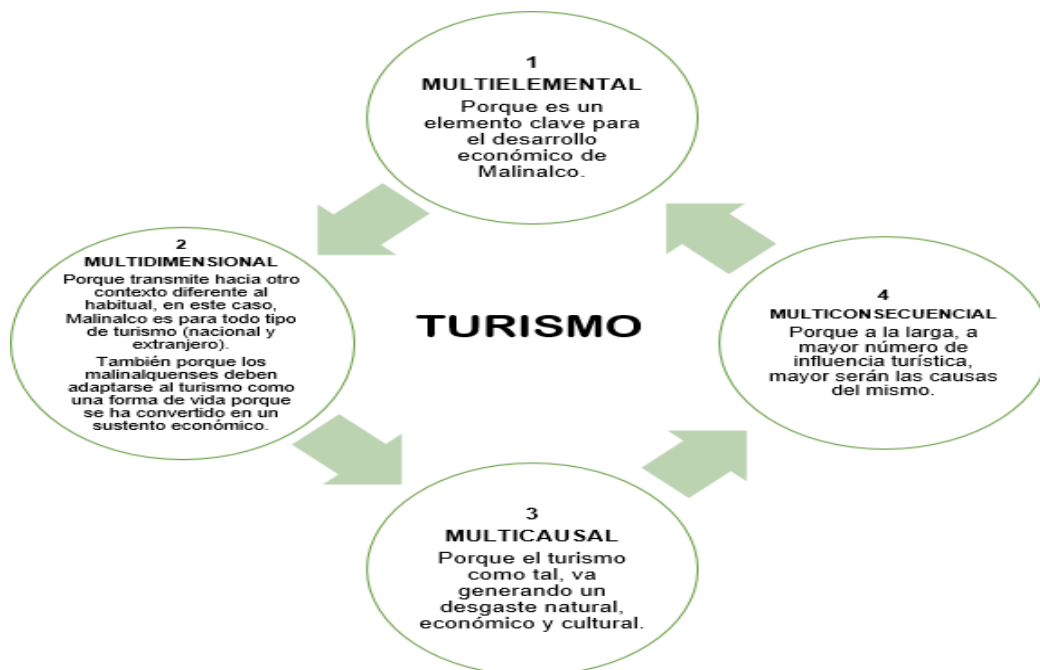 1
MULTIELEMENTAL
Porque es un
elemento clave para
el desarrollo
económico de
Malinalco.
2
MULTIDIMENSIONAL
Porque transmite hacia otro
contexto diferente al
habitual, en este caso,
Malinalco es para todo tipo
de turismo (nacional y
extranjero).
También porque los
malinalquenses deben
adaptarse al turismo como
una forma de vida porque
se ha convertido en un
sustento económico.
TURISMO
3
MULTICAUSAL
Porque el turismo
como tal, va
generando un
desgaste natural,
económico y cultural.
4
MULTICONSECUENCIAL
Porque a la larga, a
mayor número de
influencia turística,
mayor serán las causas
del mismo.